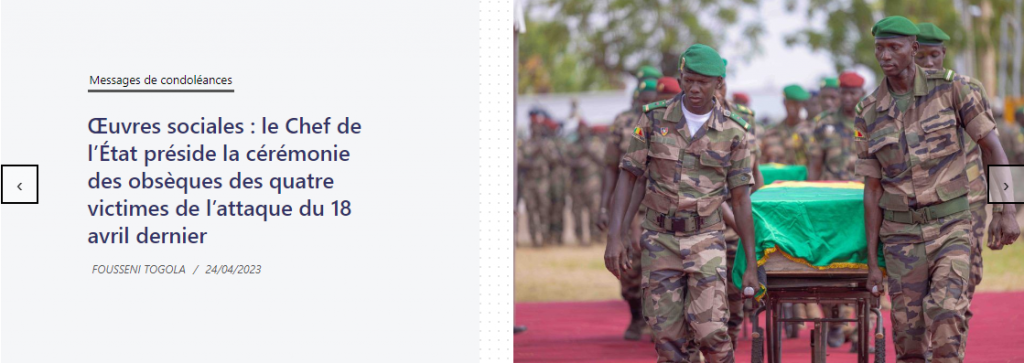 Messages de condoléances
Œuvres sociales : le Chef de
l’État préside la cérémonie
des obsèques des quatre
victimes de l’attaque du 18
avril dernier
FOUSSENI TOGOLA / 24/04/2023